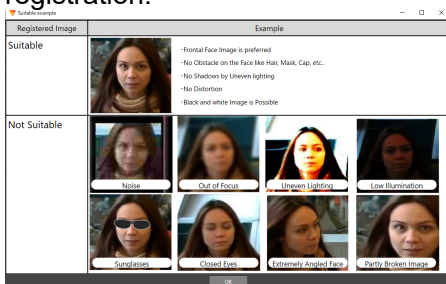 registration.
Suitable example
Registered Image
Example
Suitable
-Frontal Face Image is preferred
-No Obstacle on the Face like Hair, Mask, Cap, etc..
-No Shadows by Uneven lighting
-No Distortion
-Black and white Image is Possible
Not Suitable
Noise
Out of Focus
Uneven Lighting
Low Illumination
Sunglasses
Closed Eyes
Extremely Angled Face
Partly Broken Image
OK